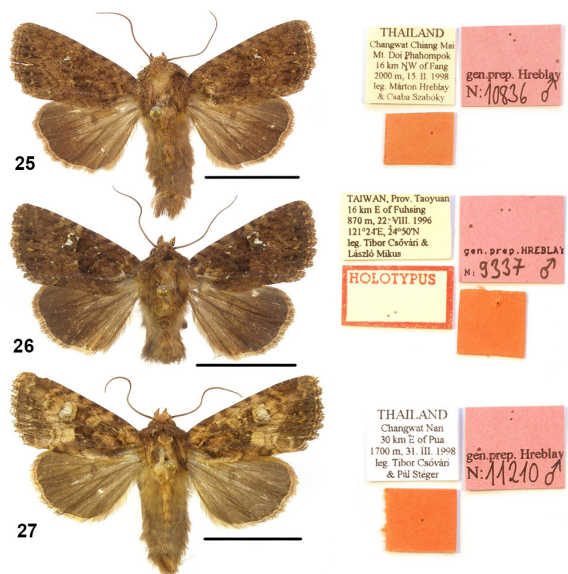 25
THAILAND
Changwat Chiang Mai
Mt. Doi Phahompok
16 km NW of Fang
2000 m, 15. II. 1998
leg. Márton Hreblay
& Csaba Szabóky
gen.prep. Hreblay
N: 10836 ♂
26
TAIWAN, Prov. Taoyuan
16 km E of Fuhsing
870 m, 22. VIII. 1996
121°24'E, 24°50'N
leg. Tibor Csővári &
László Mikus
HOLOTYPUS
gen.prep. HREBLAY
N: 9337 ♂
27
THAILAND
Changwat Nan
30 km E of Pua
1700 m, 31. III. 1998
leg. Tibor Csővári
& Pál Stéger
gen.prep. Hreblay
N: 11210 ♂